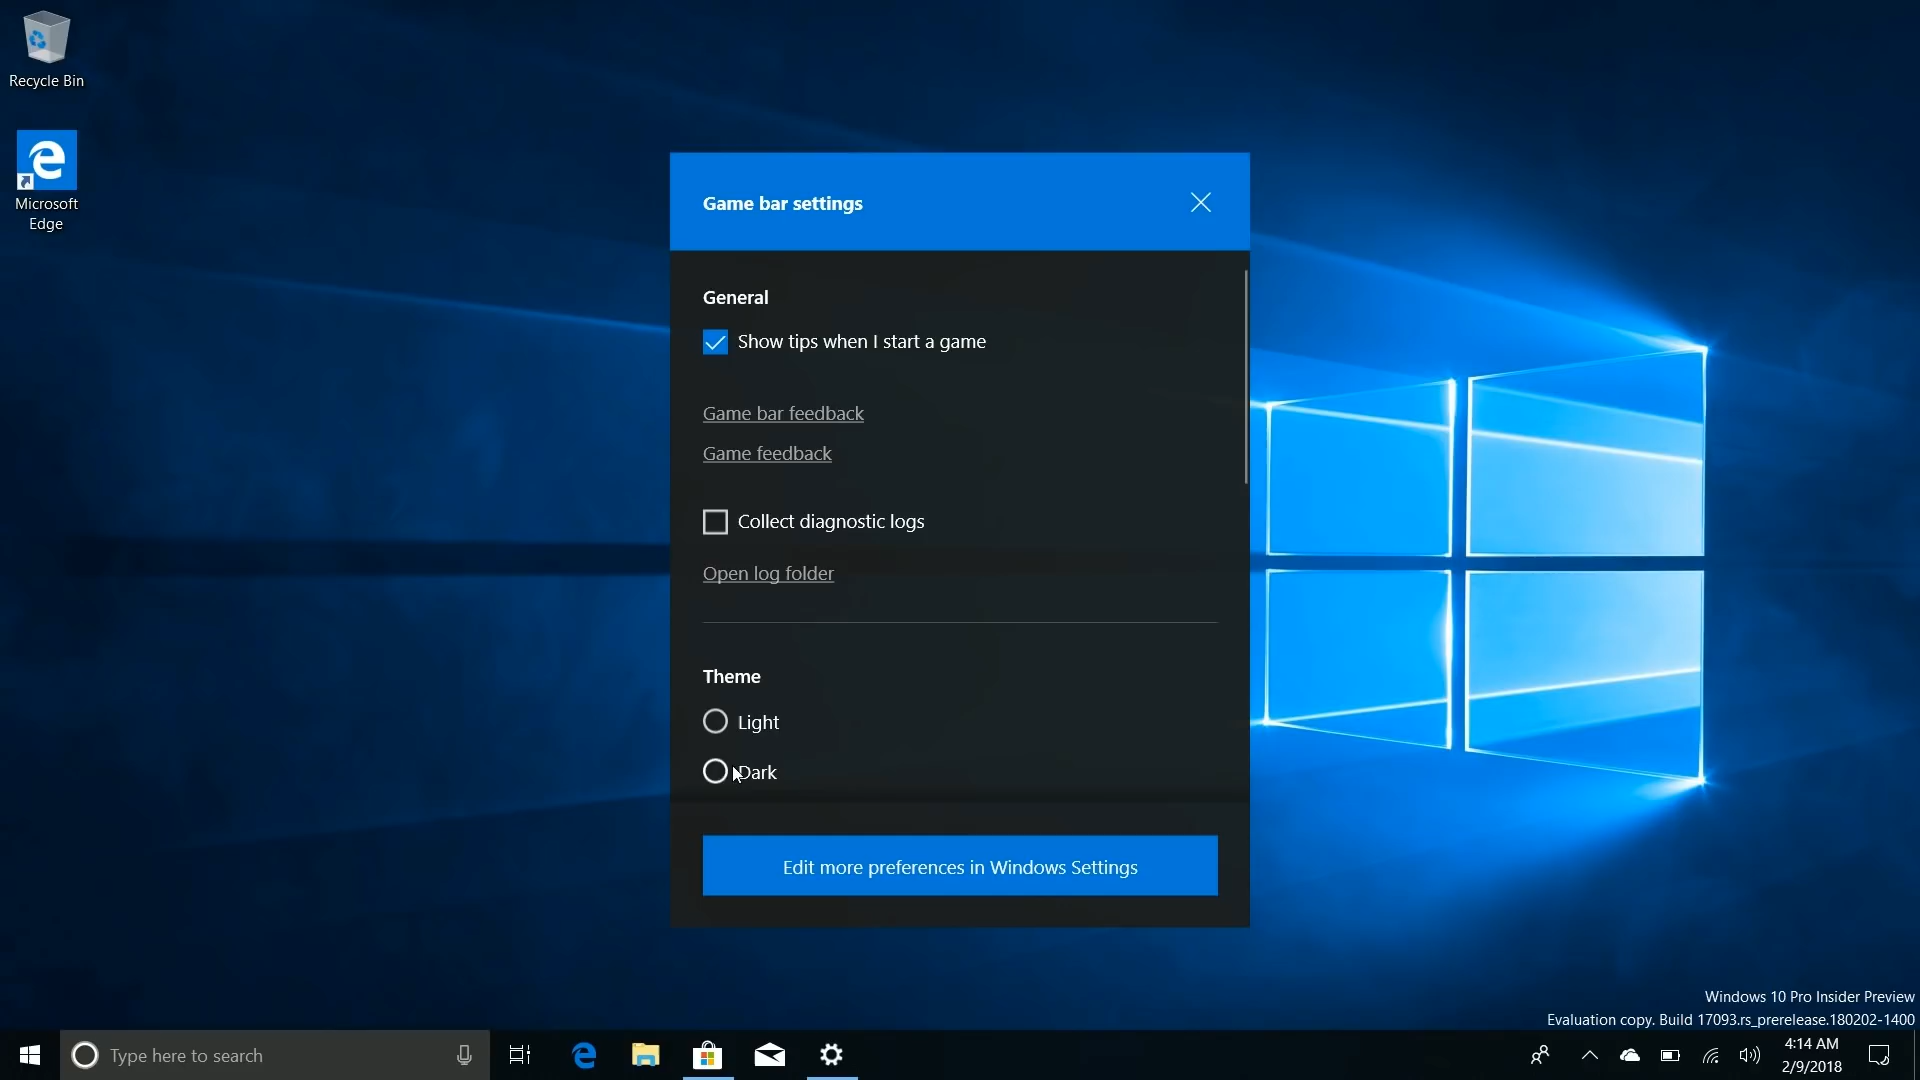 Recycle Bin
Microsoft
Edge
Game bar settings
General
Show tips when I start a game
Game bar feedback
Game feedback
Collect diagnostic logs
Open log folder
Theme
Light
Dark
Edit more preferences in Windows Settings
Windows 10 Pro Insider Preview
Evaluation copy. Build 17093.rs_prerelease.180202-1400
Type here to search
4:14 AM
2/9/2018